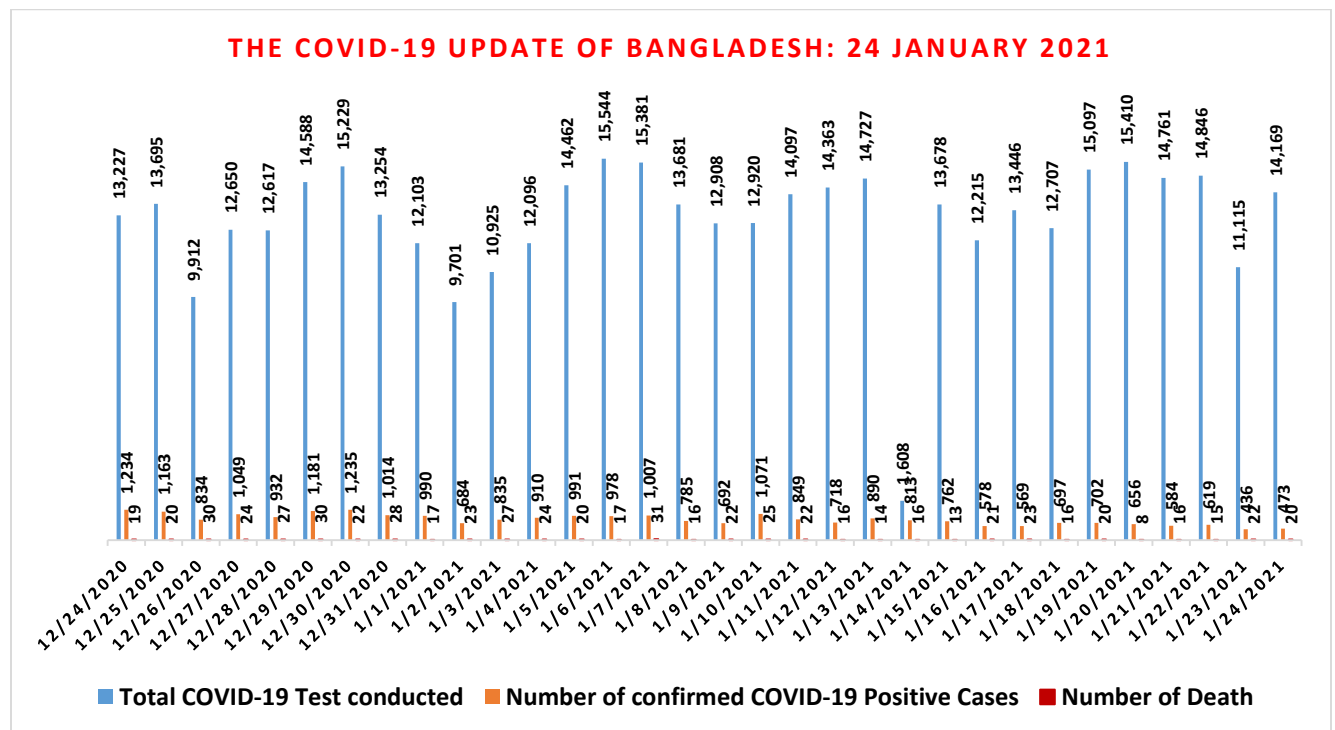 THE COVID-19 UPDATE OF BANGLADESH: 24 JANUARY 2021
13,227 13,695 9,912 12,650 12,617 14,588 15,229 13,254 12,103 9,701 10,925 12,096 14,462 15,544 15,381 13,681 12,908 12,920 14,097 14,363 14,727 1,608 13,678 12,215 13,446 12,707 15,097 15,410 14,761 14,846 11,115 14,169
1,234 1,163 834 1,049 932 1,181 1,235 1,014 990 684 835 910 991 978 1,007 785 692 1,071 849 718 890 813 762 578 569 697 702 656 584 619 436 473
19 20 30 24 27 30 22 28 17 23 27 24 20 17 31 16 22 25 22 16 14 16 13 21 23 16 20 8 16 15 22 20
12/24/2020 12/25/2020 12/26/2020 12/27/2020 12/28/2020 12/29/2020 12/30/2020 12/31/2020 1/1/2021 1/2/2021 1/3/2021 1/4/2021 1/5/2021 1/6/2021 1/7/2021 1/8/2021 1/9/2021 1/10/2021 1/11/2021 1/12/2021 1/13/2021 1/14/2021 1/15/2021 1/16/2021 1/17/2021 1/18/2021 1/19/2021 1/20/2021 1/21/2021 1/22/2021 1/23/2021 1/24/2021
Total COVID-19 Test conducted Number of confirmed COVID-19 Positive Cases Number of Death